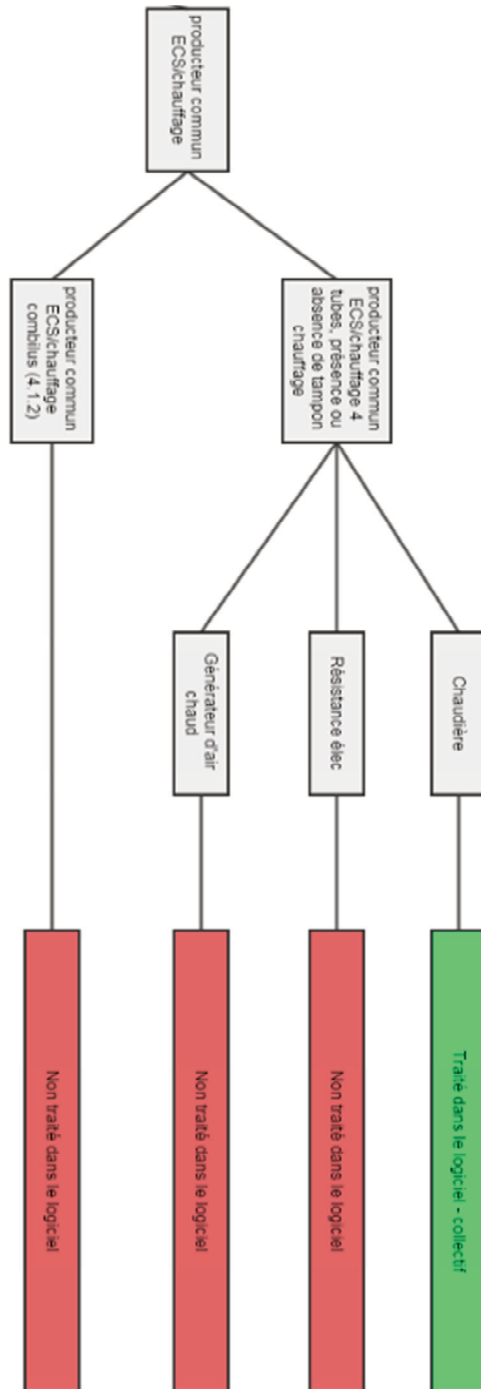 producteur commun
ECS/chauffage
producteur commun
ECS/chauffage 4
tubes, présence ou
absence de tampon
chauffage
Chaudière
Traité dans le logiciel - collectif
Résistance élec
Non traité dans le logiciel
Générateur d'air
chaud
Non traité dans le logiciel
producteur commun
ECS/chauffage
combilus (4.1.2)
Non traité dans le logiciel